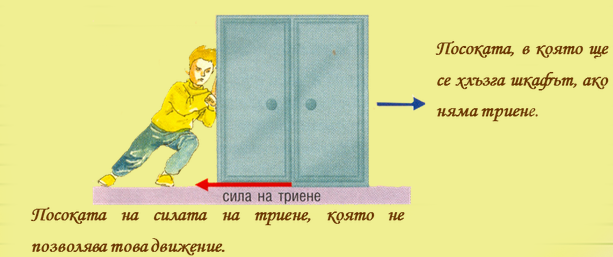 Посоката, в която ще
се хлъзга шкафът, ако
няма триене.
сила на триене
Посоката на силата на триене, която не
позволява това движение.